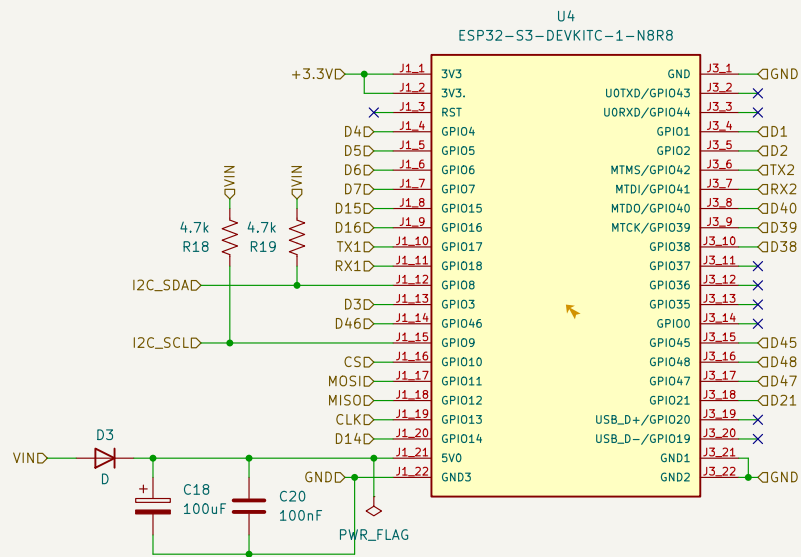 U4
ESP32-S3-DEVKITC-1-N8R8
+3.3V J1_1 3V3 GND J3_1 GND
J1_2 3V3. U0TXD/GPIO43 J3_2
J1_3 RST U0RXD/GPIO44 J3_3
D4 J1_4 GPIO4 GPIO1 J3_4 D1
D5 J1_5 GPIO5 GPIO2 J3_5 D2
D6 J1_6 GPIO6 MTMS/GPIO42 J3_6 TX2
D7 J1_7 GPIO7 MTDI/GPIO41 J3_7 RX2
D15 J1_8 GPIO15 MTDO/GPIO40 J3_8 D40
D16 J1_9 GPIO16 MTCK/GPIO39 J3_9 D39
TX1 J1_10 GPIO17 GPIO38 J3_10 D38
RX1 J1_11 GPIO18 GPIO37 J3_11
I2C_SDA J1_12 GPIO8 GPIO36 J3_12
D3 J1_13 GPIO3 GPIO35 J3_13
D46 J1_14 GPIO46 GPIO0 J3_14
I2C_SCL J1_15 GPIO9 GPIO45 J3_15 D45
CS J1_16 GPIO10 GPIO48 J3_16 D48
MOSI J1_17 GPIO11 GPIO47 J3_17 D47
MISO J1_18 GPIO12 GPIO21 J3_18 D21
CLK J1_19 GPIO13 USB_D+/GPIO20 J3_19
D14 J1_20 GPIO14 USB_D-/GPIO19 J3_20
J1_21 5V0 GND1 J3_21
GND J1_22 GND3 GND2 J3_22 GND
VIN VIN
4.7k 4.7k
R18 R19
D3
VIN
D
+
C18 C20
100uF 100nF
PWR_FLAG